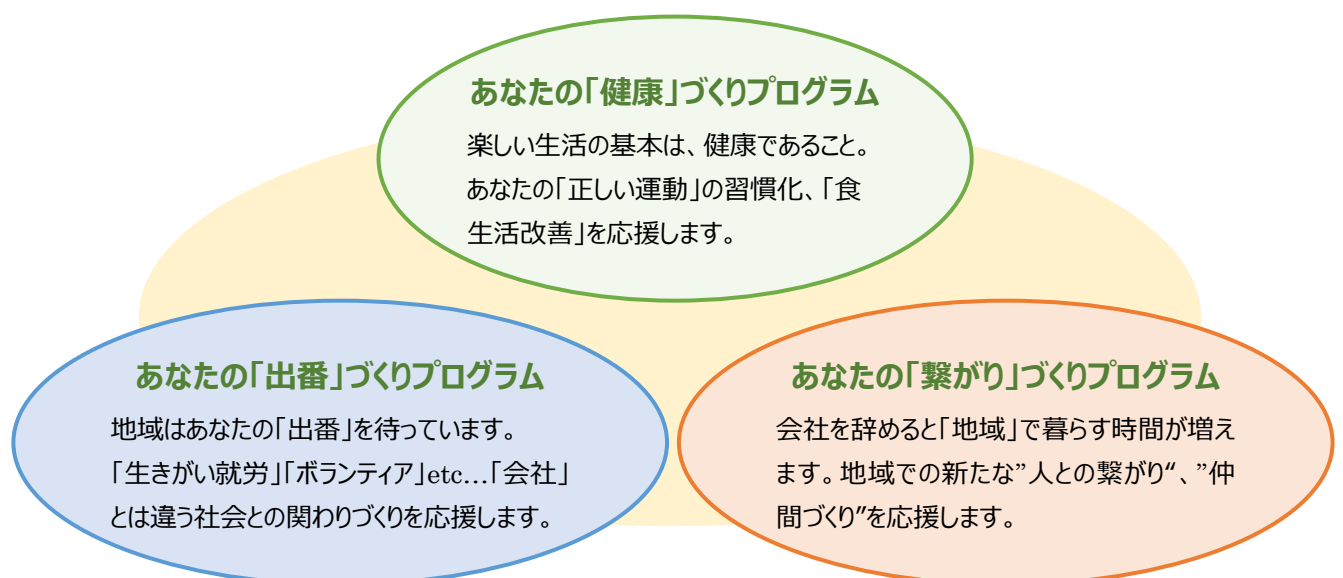 あなたの「健康」づくりプログラム
楽しい生活の基本は、健康であること。
あなたの「正しい運動」の習慣化、「食
生活改善」を応援します。
あなたの「出番」づくりプログラム
地域はあなたの「出番」を待っています。
「生きがい就労」「ボランティア」etc…「会社」
とは違う社会との関わりづくりを応援します。
あなたの「繋がり」づくりプログラム
会社を辞めると「地域」で暮らす時間が増え
ます。地域での新たな”人との繋がり“、”仲
間づくり”を応援します。